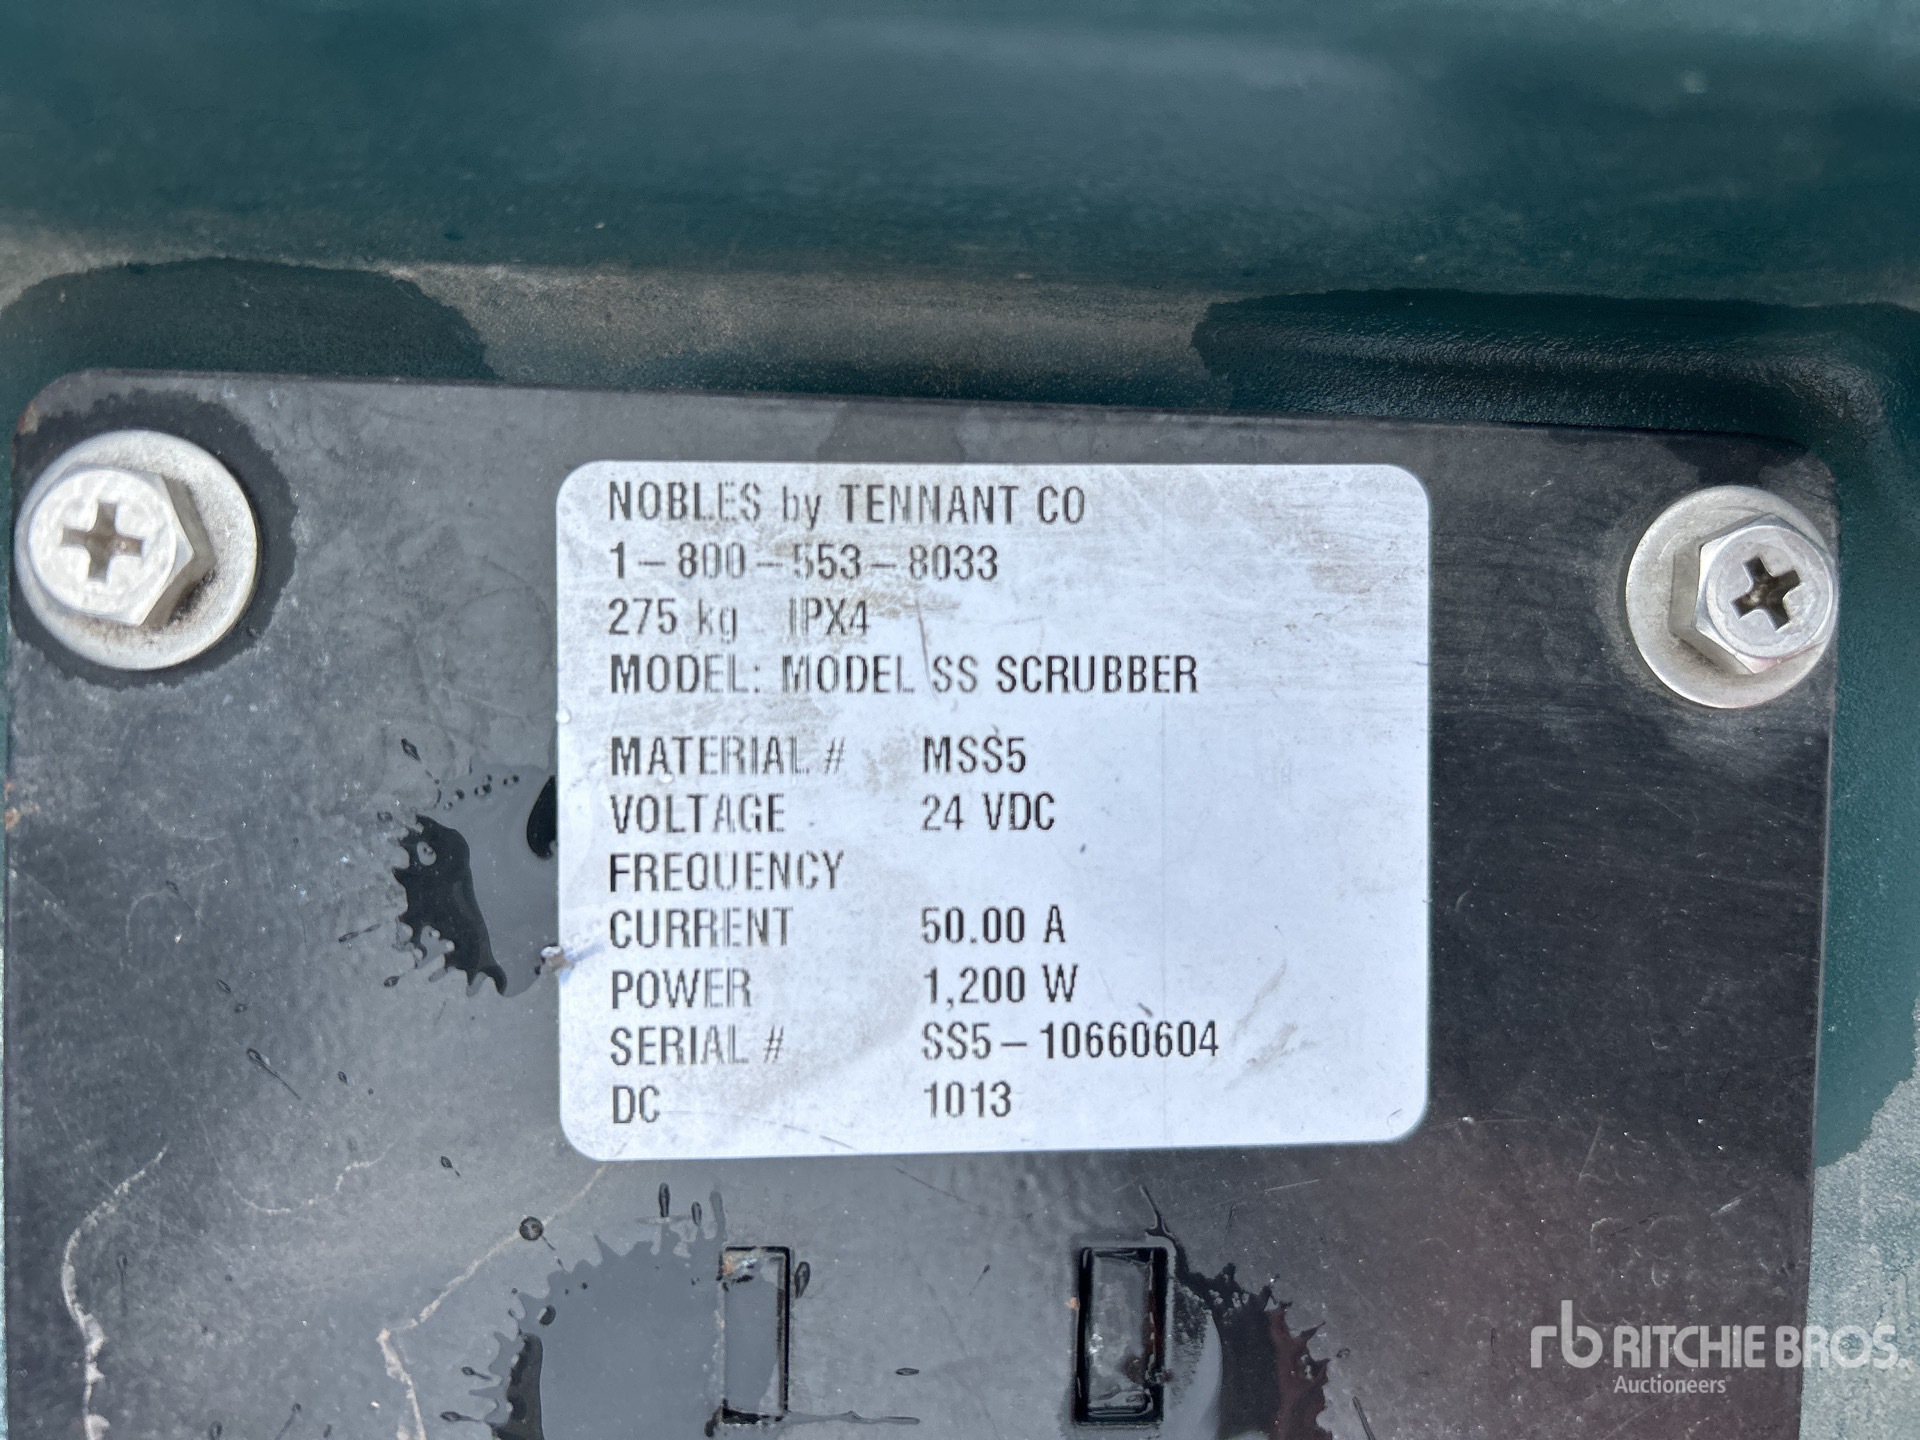 NOBLES by TENNANT CO
1-800-553-8033
275 kg IPX4
MODEL: MODEL SS SCRUBBER
MATERIAL # MSS5
VOLTAGE 24 VDC
FREQUENCY
CURRENT 50.00 A
POWER 1,200 W
SERIAL # SS5-10660604
DC 1013
rb RITCHIE BROS.
Auctioneers